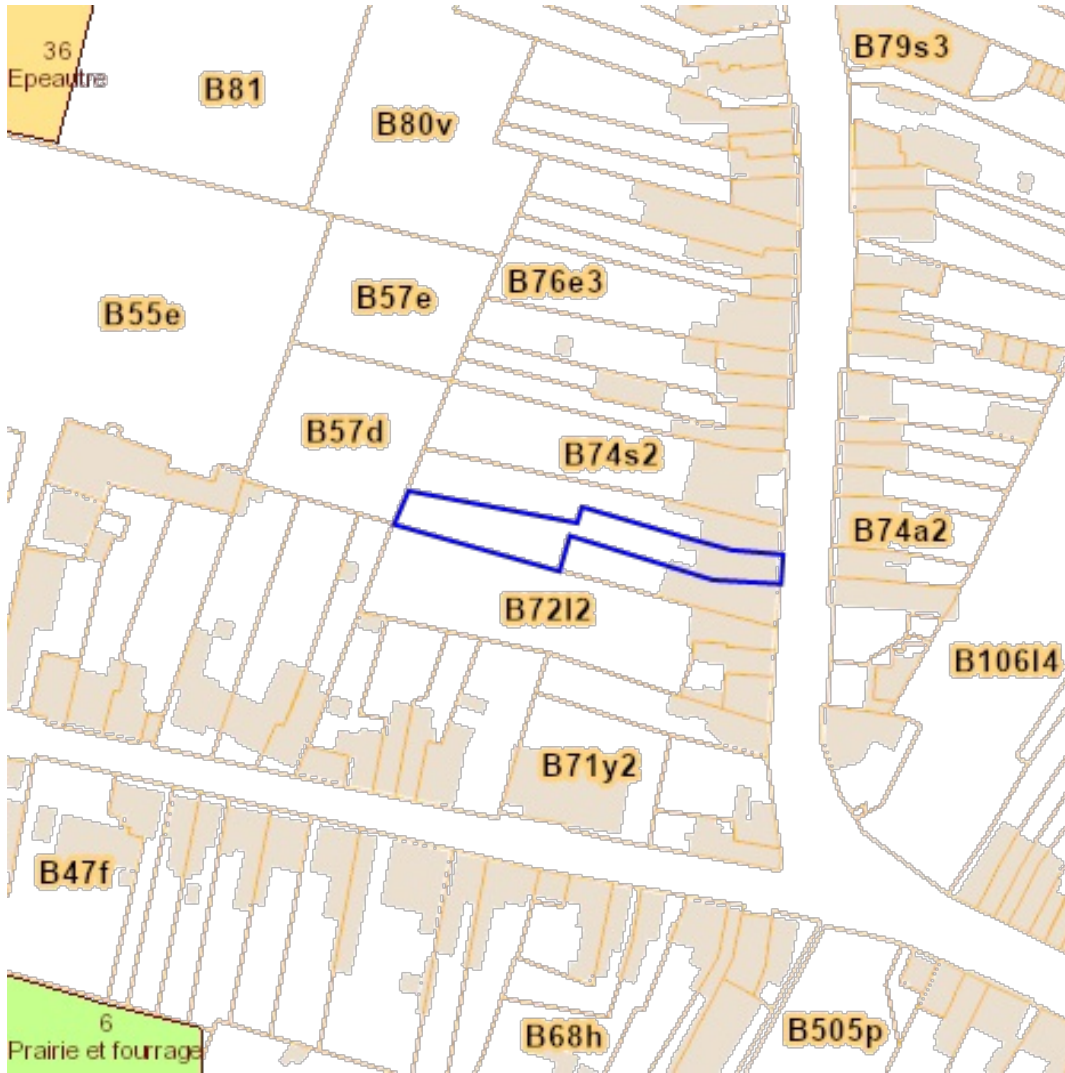 B79s3
36
Epeautre
B81
B80v
B76e3
B57e
B55e
B57d
B74s2
B74a2
B72l2
B106l4
B71y2
B47f
6
Prairie et fourrage
B68h
B505p